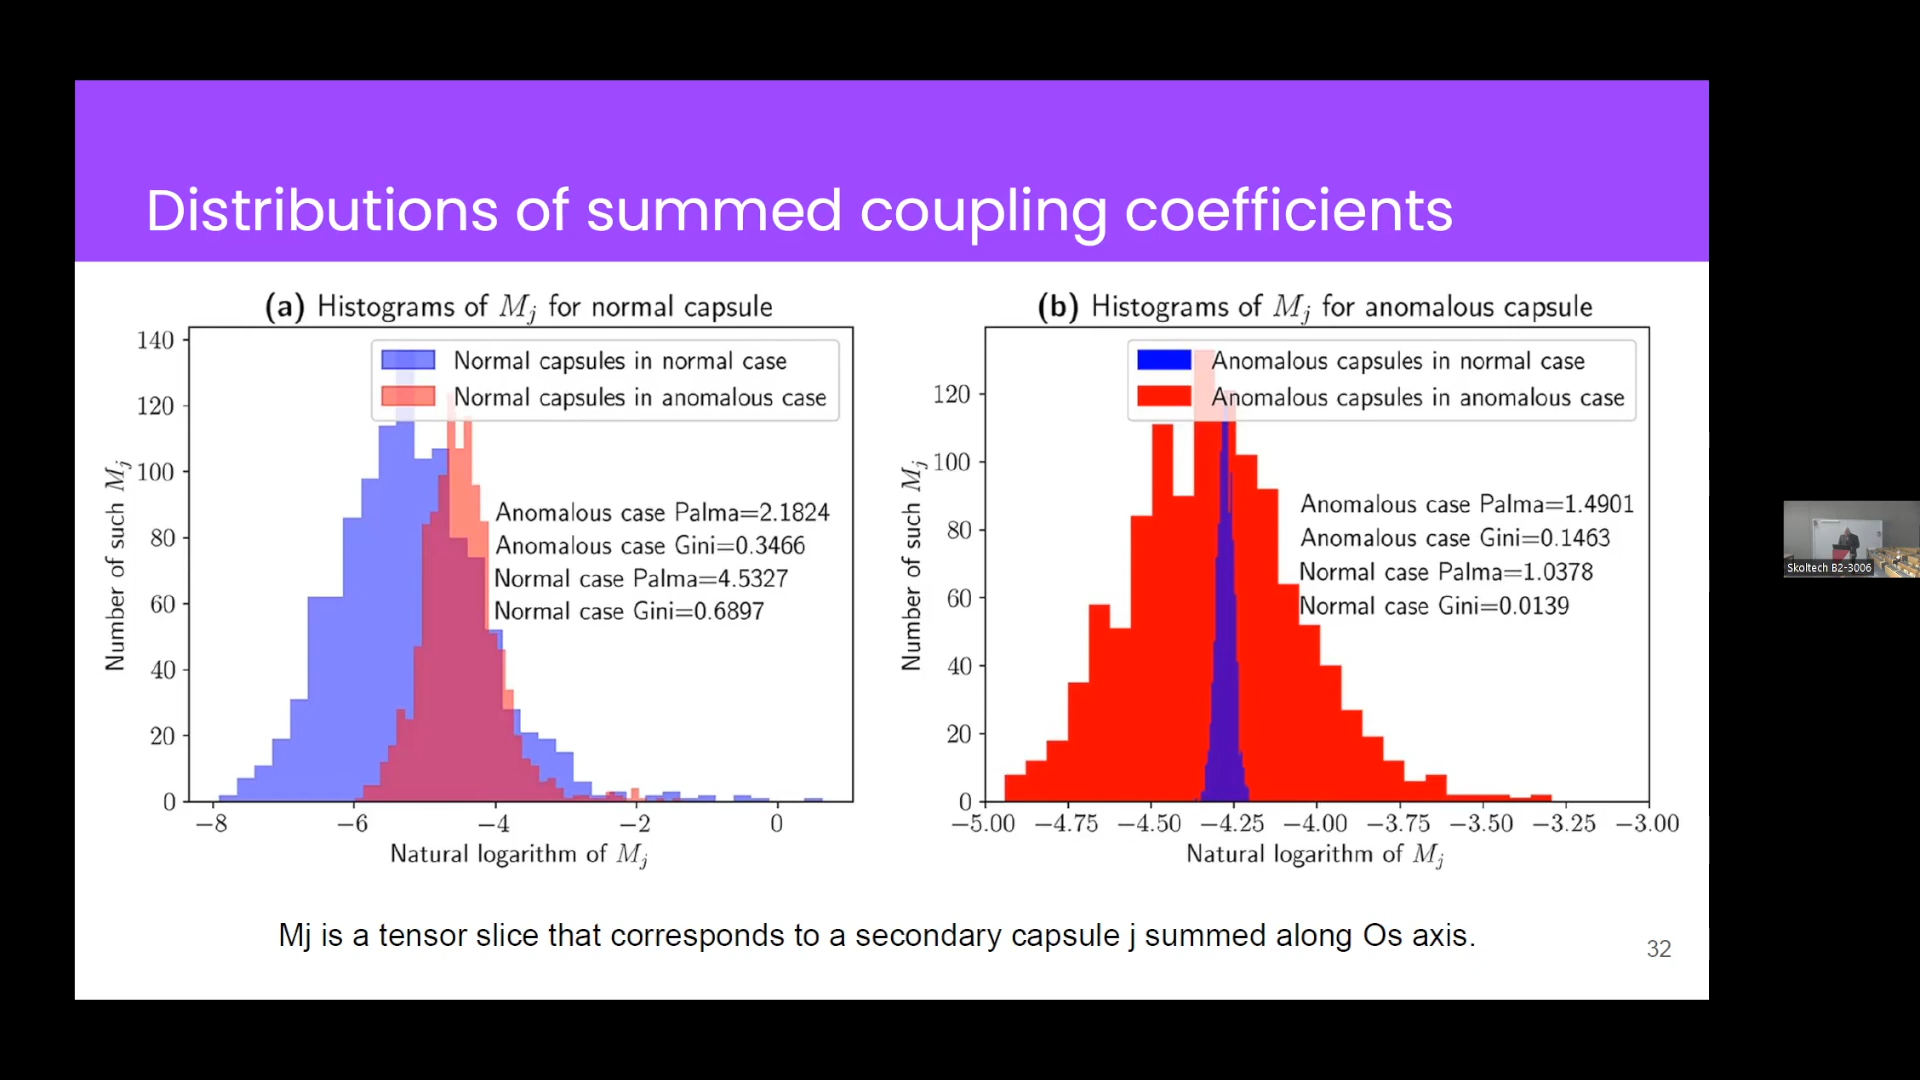 Distributions of summed coupling coefficients
(a) Histograms of Mj for normal capsule
Normal capsules in normal case
Normal capsules in anomalous case
Anomalous case Palma=2.1824
Anomalous case Gini=0.3466
Normal case Palma=4.5327
Normal case Gini=0.6897
Number of such Mj
140
120
100
80
60
40
20
0
−8 −6 −4 −2 0
Natural logarithm of Mj
(b) Histograms of Mj for anomalous capsule
Anomalous capsules in normal case
Anomalous capsules in anomalous case
Anomalous case Palma=1.4901
Anomalous case Gini=0.1463
Normal case Palma=1.0378
Normal case Gini=0.0139
Number of such Mj
120
100
80
60
40
20
0
−5.00 −4.75 −4.50 −4.25 −4.00 −3.75 −3.50 −3.25 −3.00
Natural logarithm of Mj
Mj is a tensor slice that corresponds to a secondary capsule j summed along Os axis.
32
Skoltech B2-3006